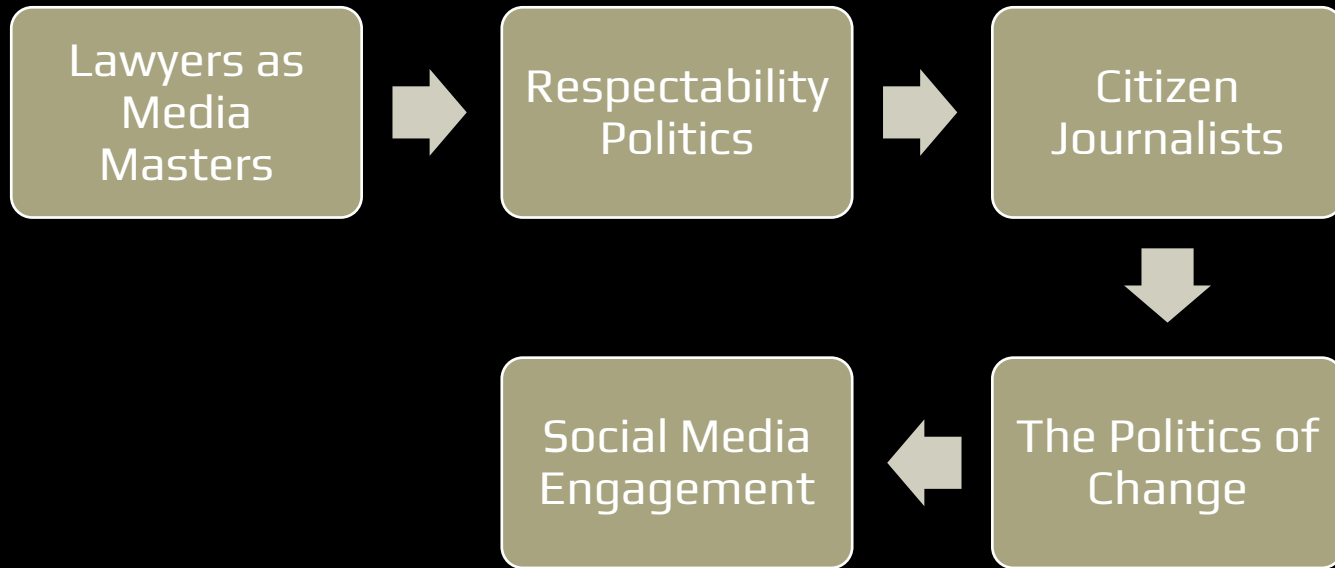 Lawyers as
Media
Masters
Respectability
Politics
Citizen
Journalists
The Politics of
Change
Social Media
Engagement